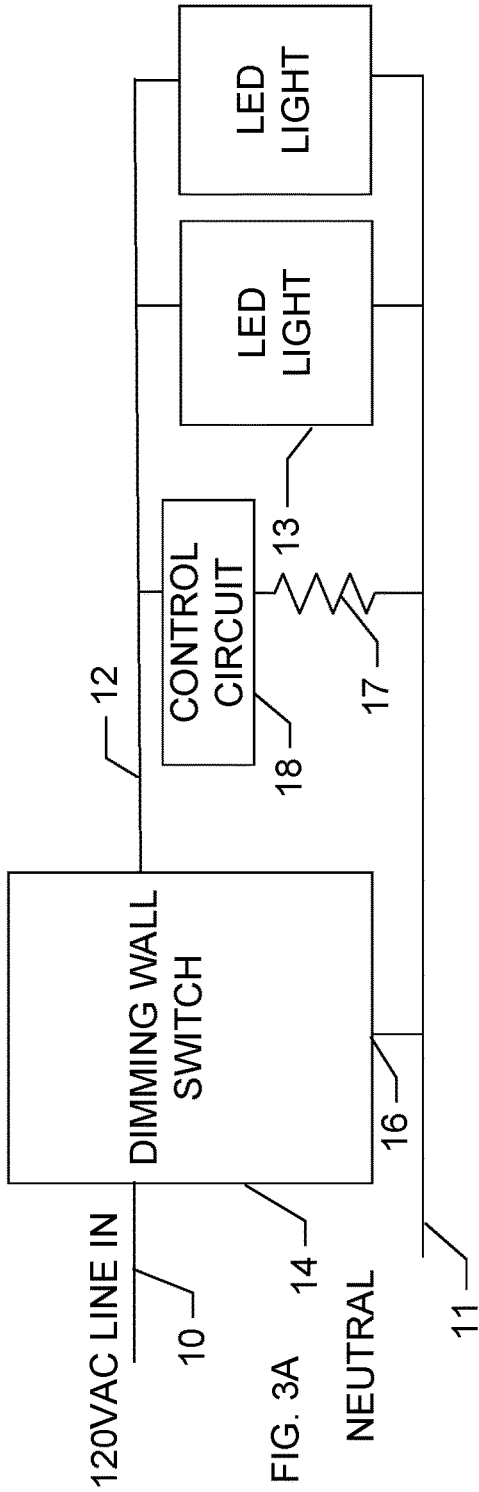 120VAC LINE IN
10
DIMMING WALL
SWITCH
14
16
12
CONTROL
CIRCUIT
18
17
LED
LIGHT
13
LED
LIGHT
FIG. 3A
NEUTRAL
11